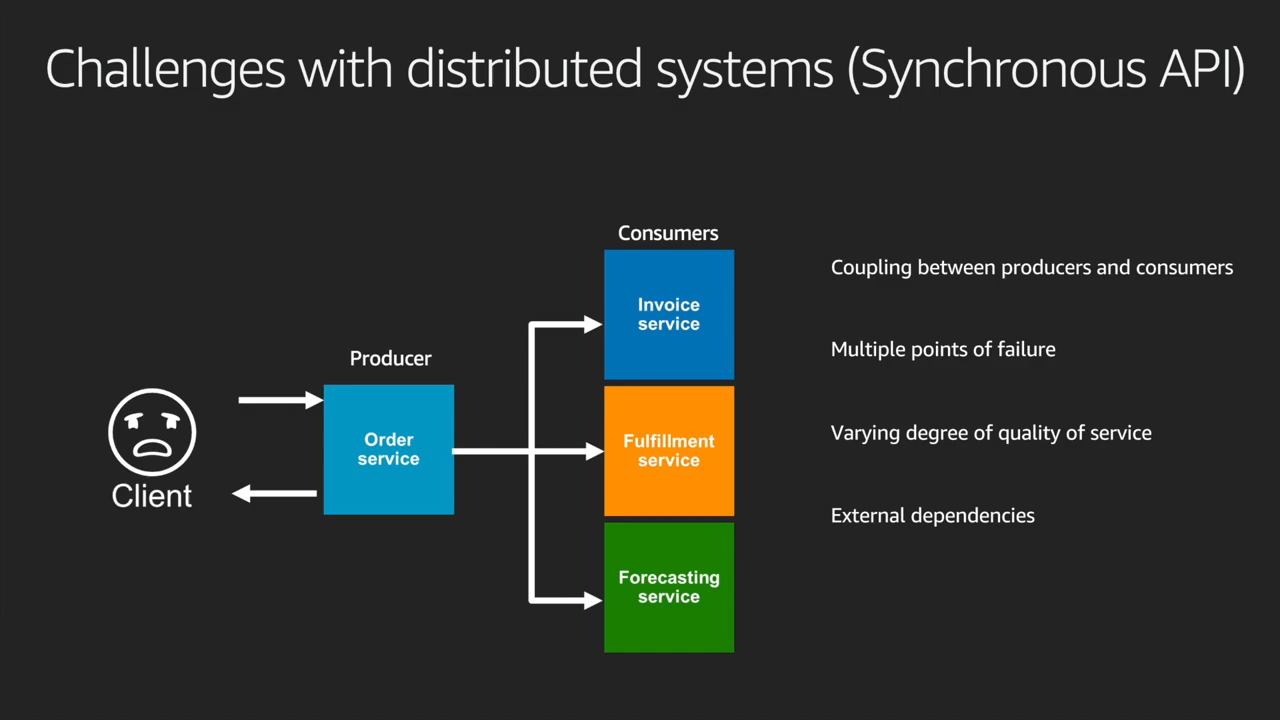 Challenges with distributed systems (Synchronous API)
Consumers
Invoice
service
Coupling between producers and consumers
Multiple points of failure
Producer
Order
service
Client
Fulfillment
service
Varying degree of quality of service
External dependencies
Forecasting
service